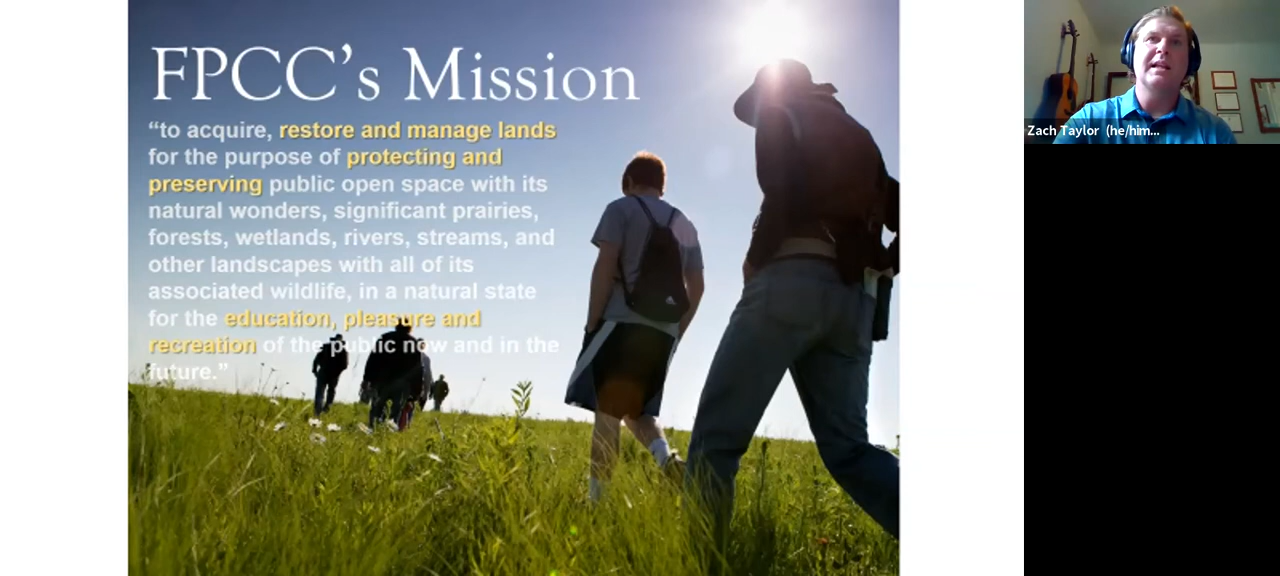 FPCC's Mission
“to acquire, restore and manage lands
for the purpose of protecting and
preserving public open space with its
natural wonders, significant prairies,
forests, wetlands, rivers, streams, and
other landscapes with all of its
associated wildlife, in a natural state
for the education, pleasure and
recreation of the public now and in the
future.”
Zach Taylor (he/him...